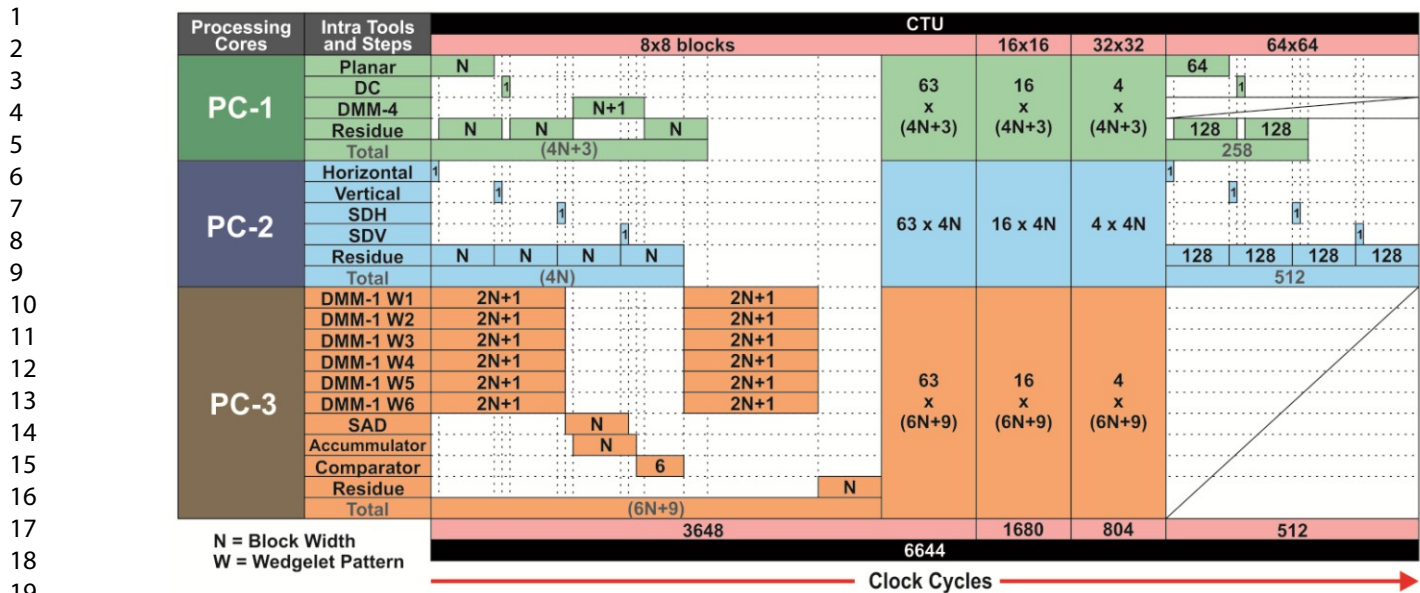 1
2
3
4
5
6
7
8
9
10
11
12
13
14
15
16
17
18
19
Processing Cores
Intra Tools and Steps
CTU
8x8 blocks 16x16 32x32 64x64
PC-1
Planar N 64
DC 1 1
DMM-4 N+1
Residue N N N 128 128
Total (4N+3) 258
63 x (4N+3)
16 x (4N+3)
4 x (4N+3)
PC-2
Horizontal 1 1
Vertical 1 1
SDH 1 1
SDV 1 1
Residue N N N N 128 128 128 128
Total (4N) 512
63 x 4N 16 x 4N 4 x 4N
PC-3
DMM-1 W1 2N+1 2N+1
DMM-1 W2 2N+1 2N+1
DMM-1 W3 2N+1 2N+1
DMM-1 W4 2N+1 2N+1
DMM-1 W5 2N+1 2N+1
DMM-1 W6 2N+1 2N+1
SAD N
Accummulator N
Comparator 6
Residue N
Total (6N+9)
63 x (6N+9)
16 x (6N+9)
4 x (6N+9)
3648 1680 804 512
6644
N = Block Width
W = Wedgelet Pattern
Clock Cycles